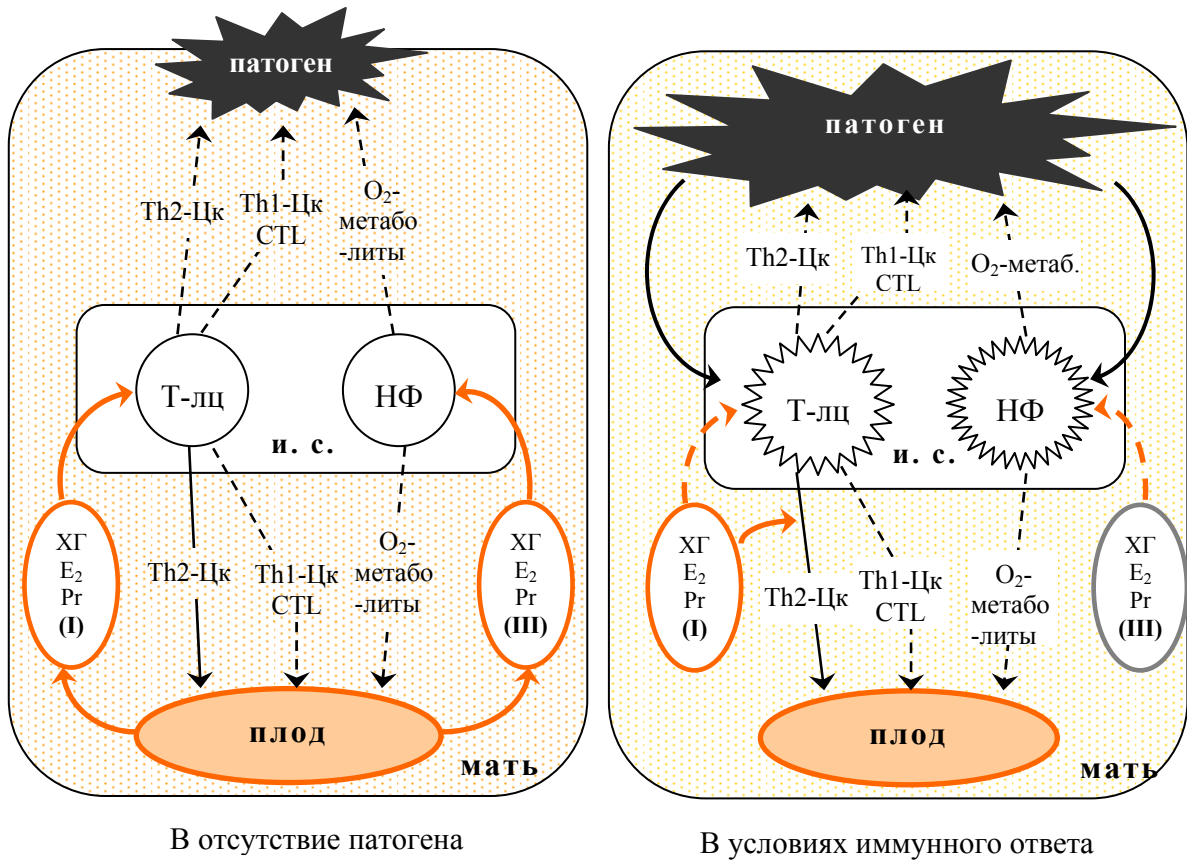 патоген
Th2-Цк
Th1-Цк
CTL
O₂-
метабо
-литы
Т-лц
НФ
и. с.
ХГ
E₂
Pr
(I)
Th2-Цк
Th1-Цк
CTL
O₂-
метабо
-литы
ХГ
E₂
Pr
(III)
плод
мать
В отсутствие патогена
патоген
Th2-Цк
Th1-Цк
CTL
O₂-метаб.
Т-лц
НФ
и. с.
ХГ
E₂
Pr
(I)
Th2-Цк
Th1-Цк
CTL
O₂-
метабо
-литы
ХГ
E₂
Pr
(III)
плод
мать
В условиях иммунного ответа